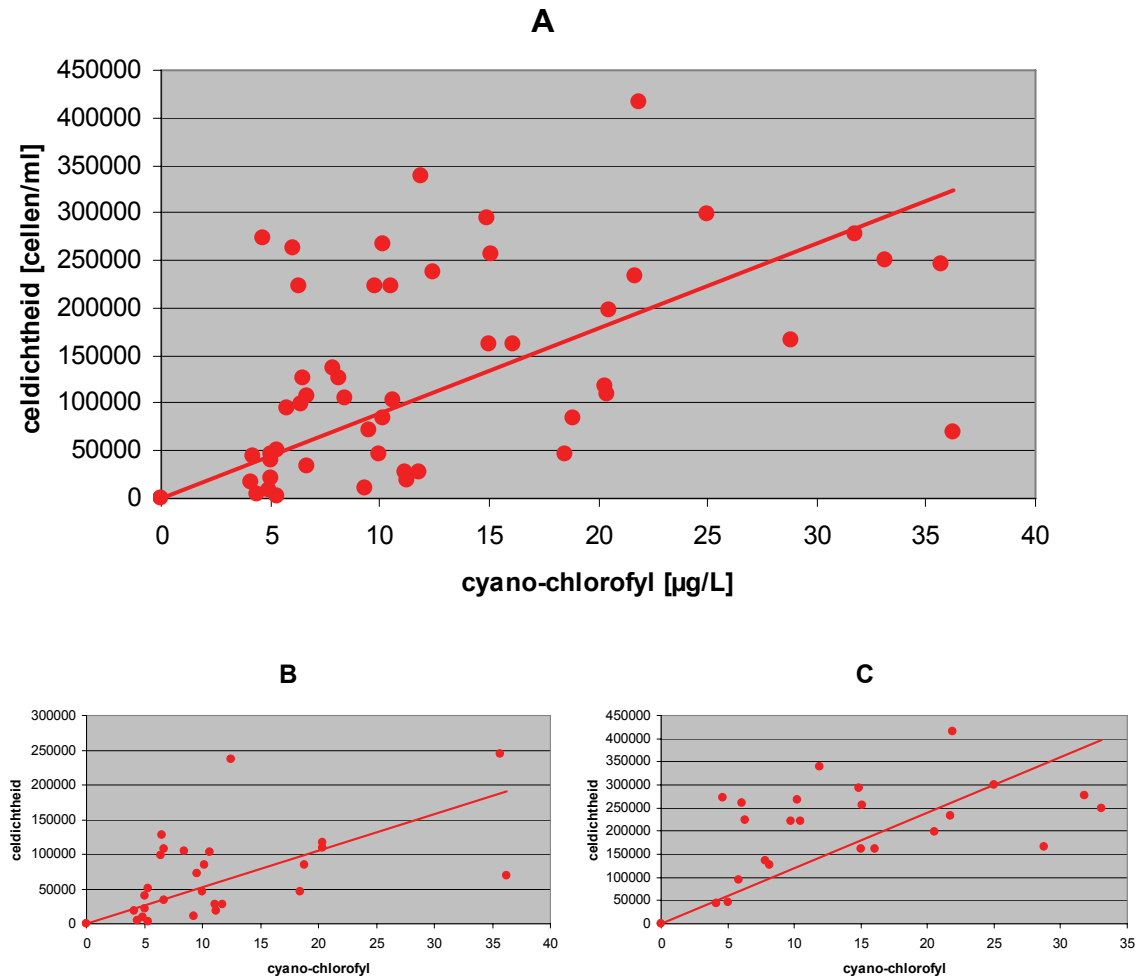 A
450000
400000
350000
300000
250000
200000
150000
100000
50000
0
celdichtheid [cellen/ml]
0 5 10 15 20 25 30 35 40
cyano-chlorofyl [µg/L]
B
300000
250000
200000
150000
100000
50000
0
celdichtheid
0 5 10 15 20 25 30 35 40
cyano-chlorofyl
C
450000
400000
350000
300000
250000
200000
150000
100000
50000
0
celdichtheid
0 5 10 15 20 25 30 35
cyano-chlorofyl